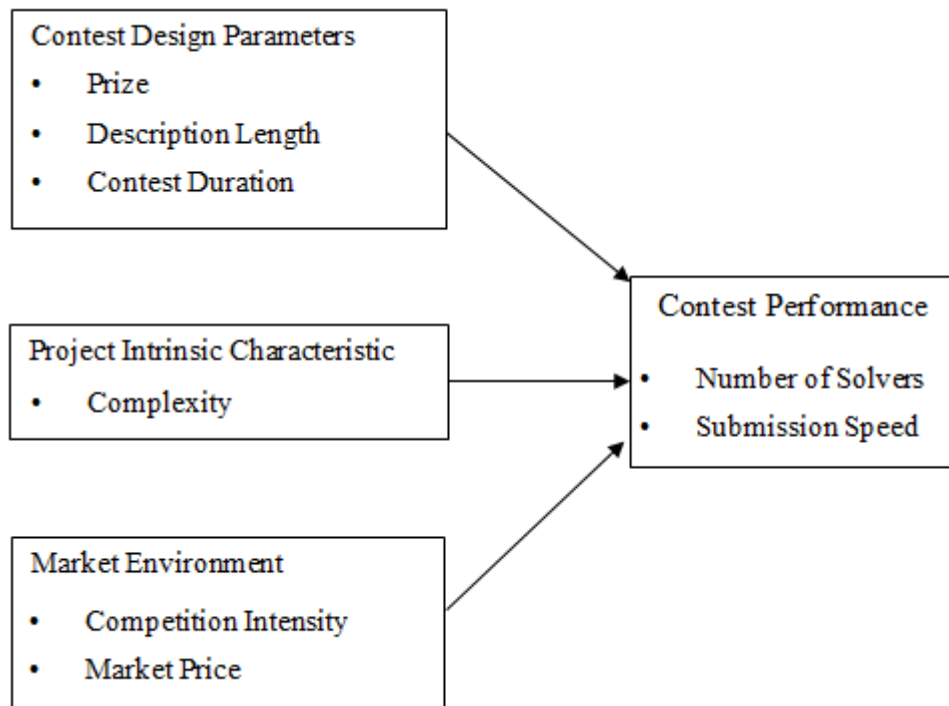 Contest Design Parameters
• Prize
• Description Length
• Contest Duration
Project Intrinsic Characteristic
• Complexity
Market Environment
• Competition Intensity
• Market Price
Contest Performance
• Number of Solvers
• Submission Speed